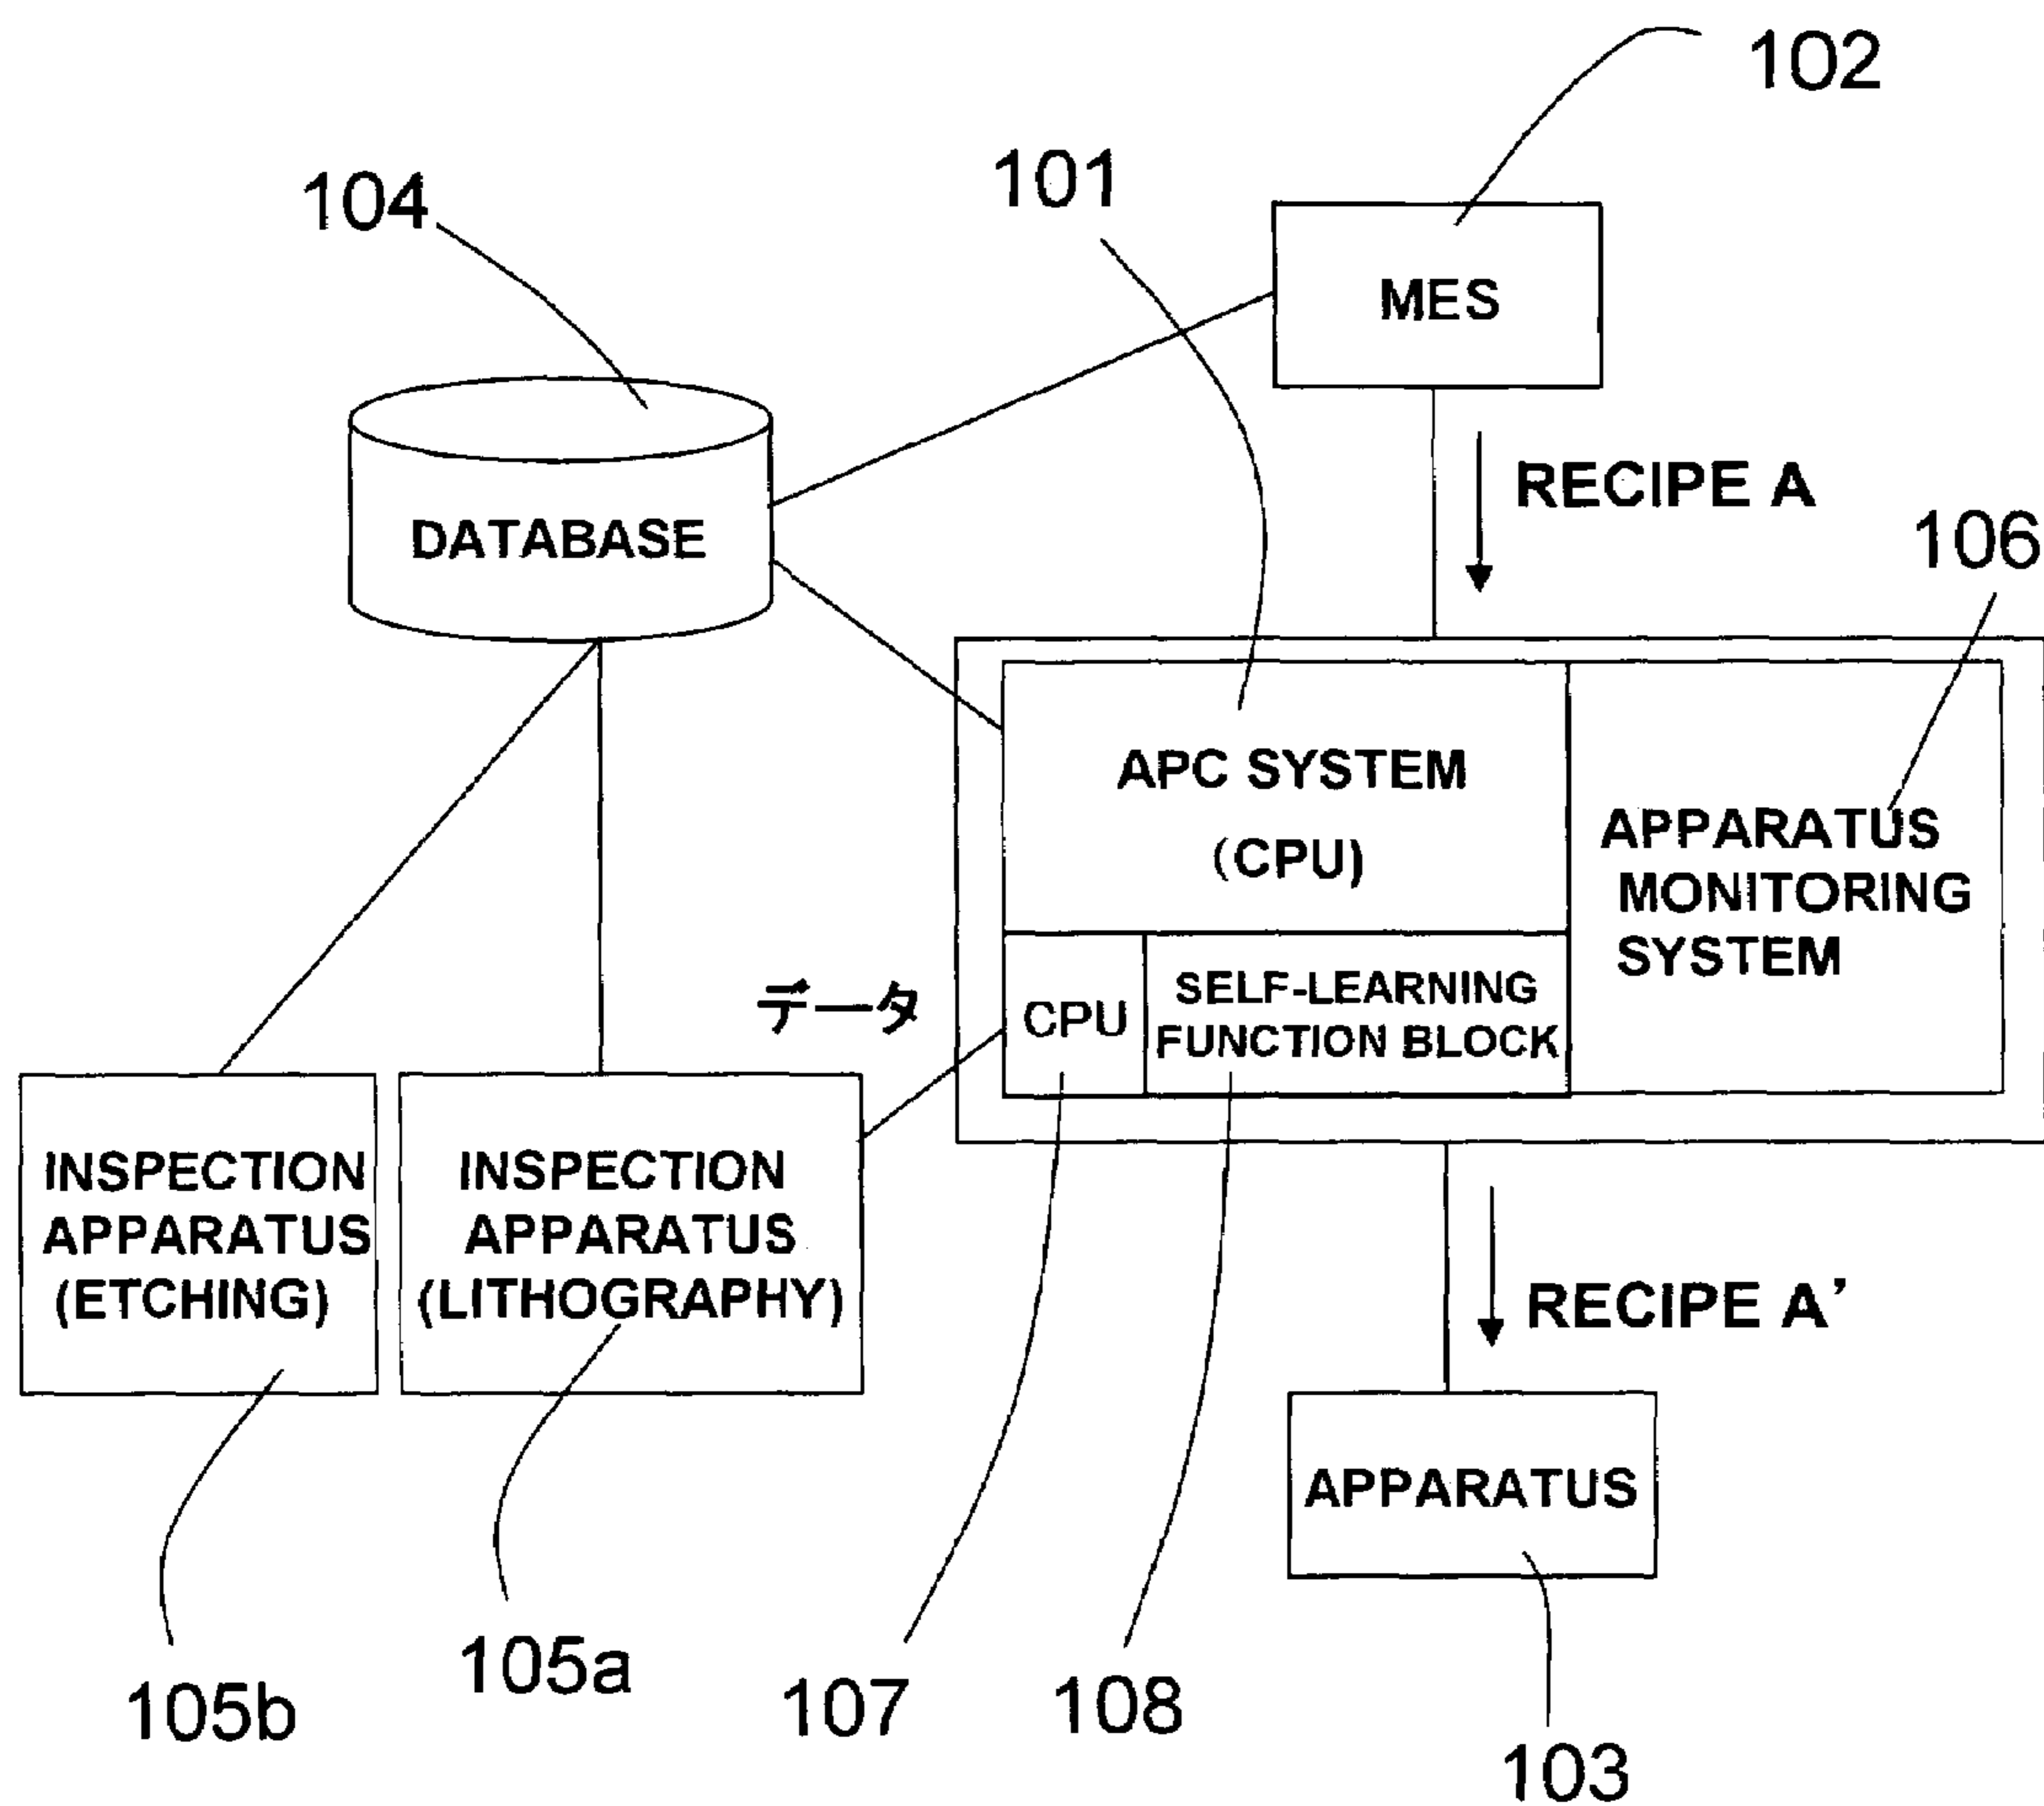 102
101
104
MES
RECIPE A
106
DATABASE
APC SYSTEM
(CPU)
APPARATUS
MONITORING
SYSTEM
データ
CPU
SELF-LEARNING
FUNCTION BLOCK
INSPECTION
APPARATUS
(ETCHING)
INSPECTION
APPARATUS
(LITHOGRAPHY)
RECIPE A’
APPARATUS
105b
105a
107
108
103